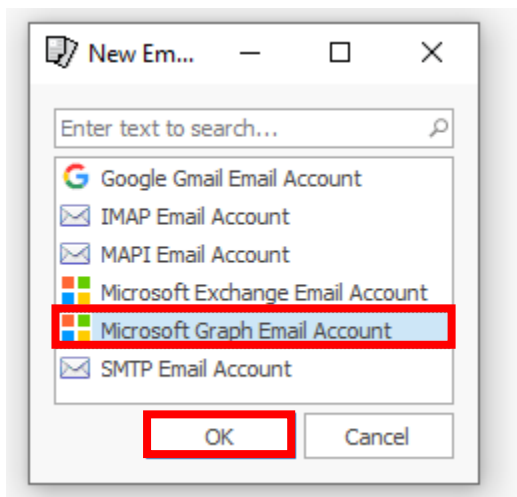 New Em...
Enter text to search...
Google Gmail Email Account
IMAP Email Account
MAPI Email Account
Microsoft Exchange Email Account
Microsoft Graph Email Account
SMTP Email Account
OK Cancel